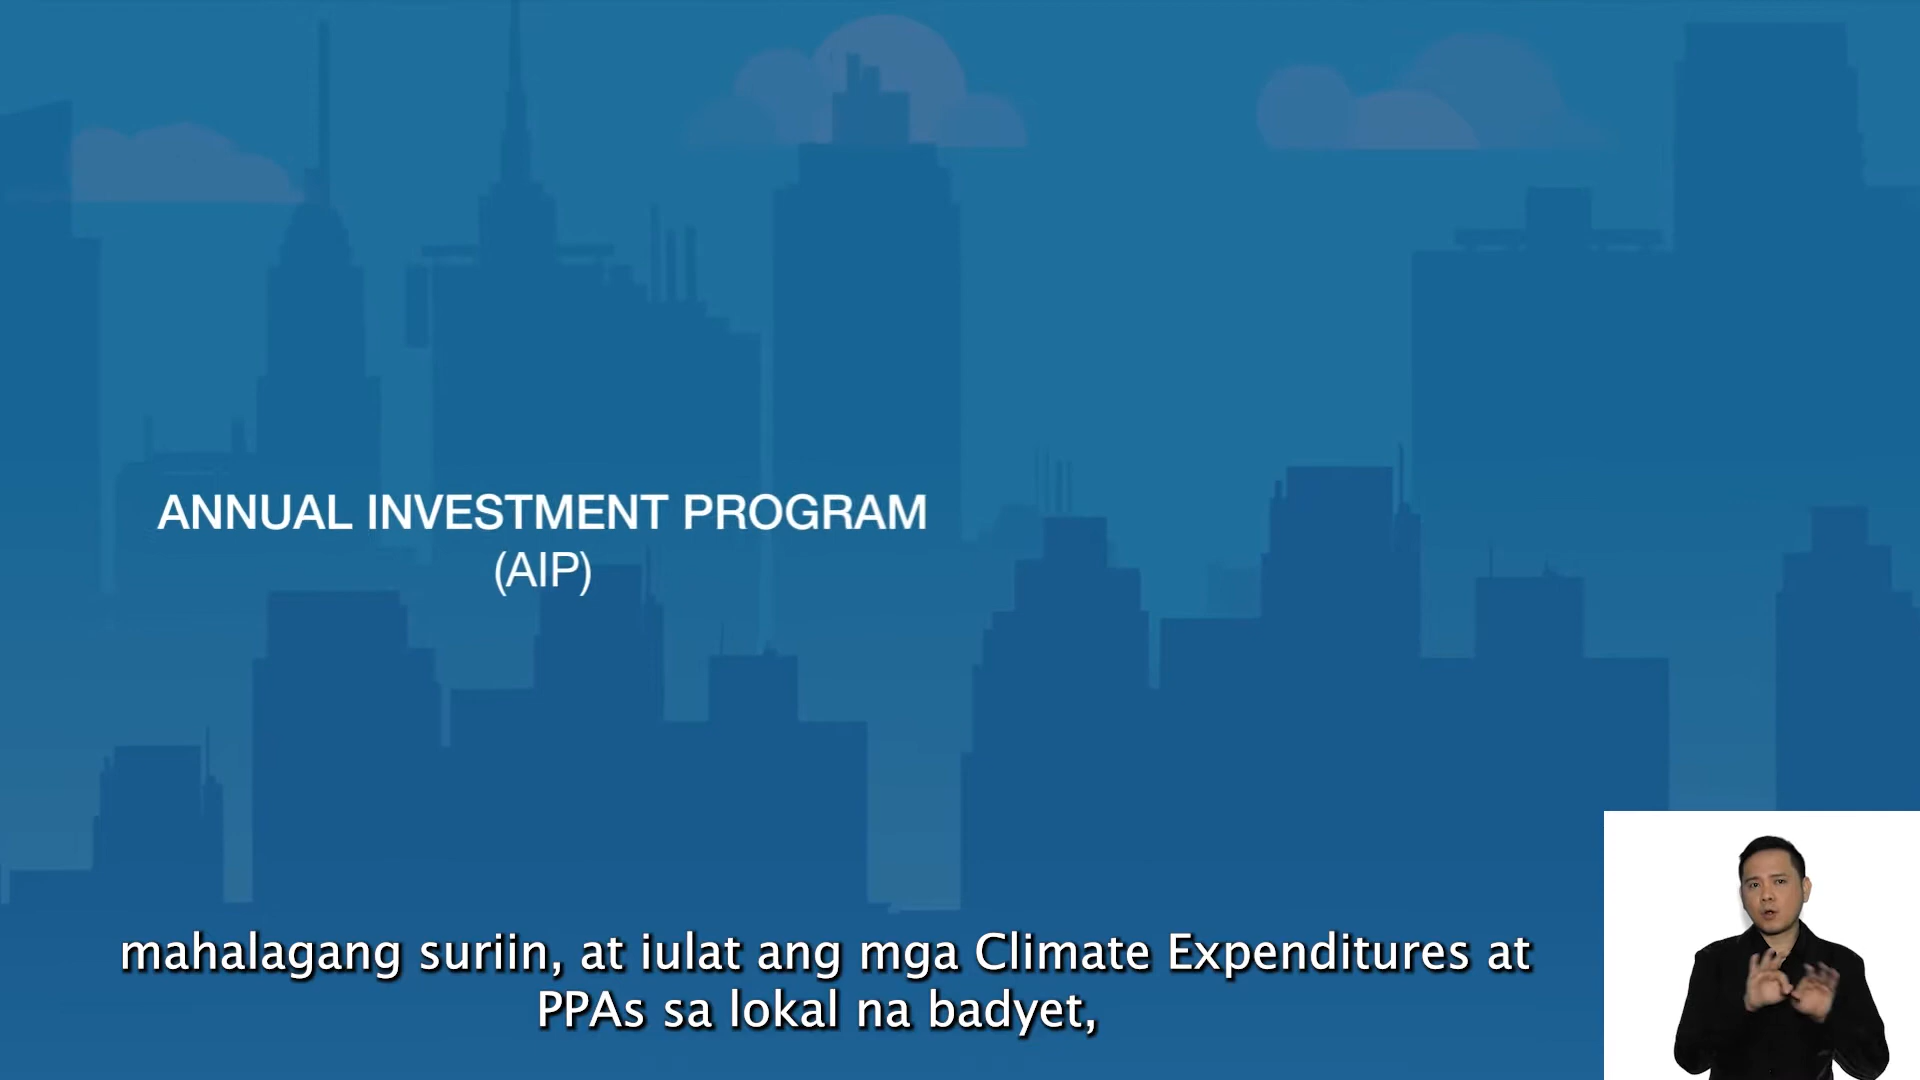 ANNUAL INVESTMENT PROGRAM
(AIP)
mahalagang suriin, at iulat ang mga Climate Expenditures at
PPAs sa lokal na badyet,